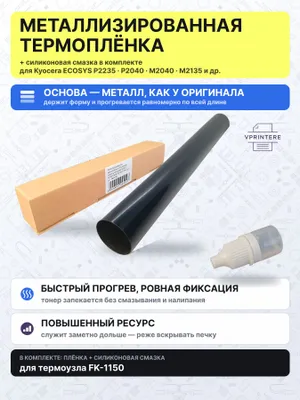 МЕТАЛЛИЗИРОВАННАЯ
ТЕРМОПЛЁНКА
+ силиконовая смазка в комплекте
для Kyocera ECOSYS P2235 · P2040 · M2040 · M2135 и др.
ОСНОВА — МЕТАЛЛ, КАК У ОРИГИНАЛА
держит форму и прогревается равномерно по всей длине
VPRINTERE
БЫСТРЫЙ ПРОГРЕВ, РОВНАЯ ФИКСАЦИЯ
тонер запекается без смазывания и налипания
ПОВЫШЕННЫЙ РЕСУРС
служит заметно дольше — реже вскрывать печку
В КОМПЛЕКТЕ: ПЛЁНКА + СИЛИКОНОВАЯ СМАЗКА
для термоузла FK-1150